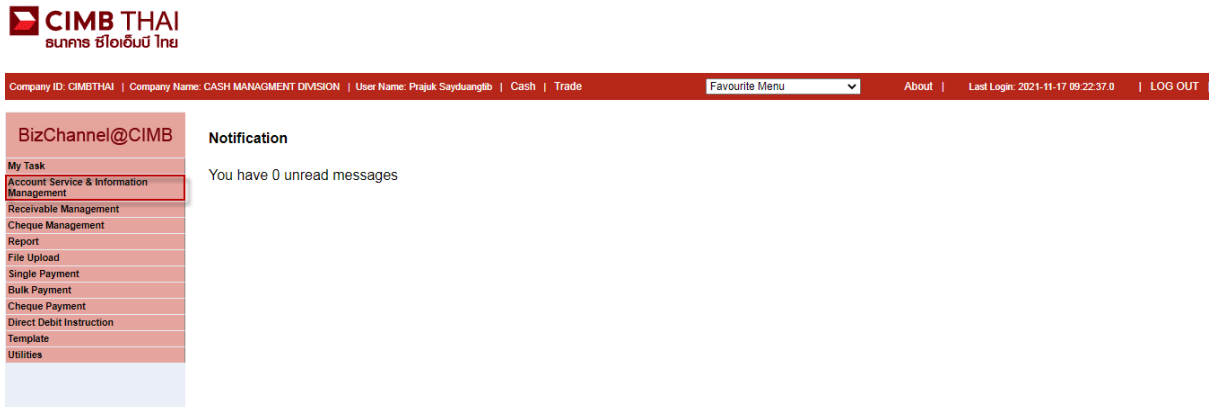 CIMB THAI
ธนาคาร ซีไอเอ็มบี ไทย
Company ID: CIMBTHAI | Company Name: CASH MANAGMENT DIVISION | User Name: Prajuk Sayduangtib | Cash | Trade Favourite Menu About | Last Login: 2021-11-17 09:22:37.0 | LOG OUT |
BizChannel@CIMB
My Task
Account Service & Information
Management
Receivable Management
Cheque Management
Report
File Upload
Single Payment
Bulk Payment
Cheque Payment
Direct Debit Instruction
Template
Utilities
Notification
You have 0 unread messages